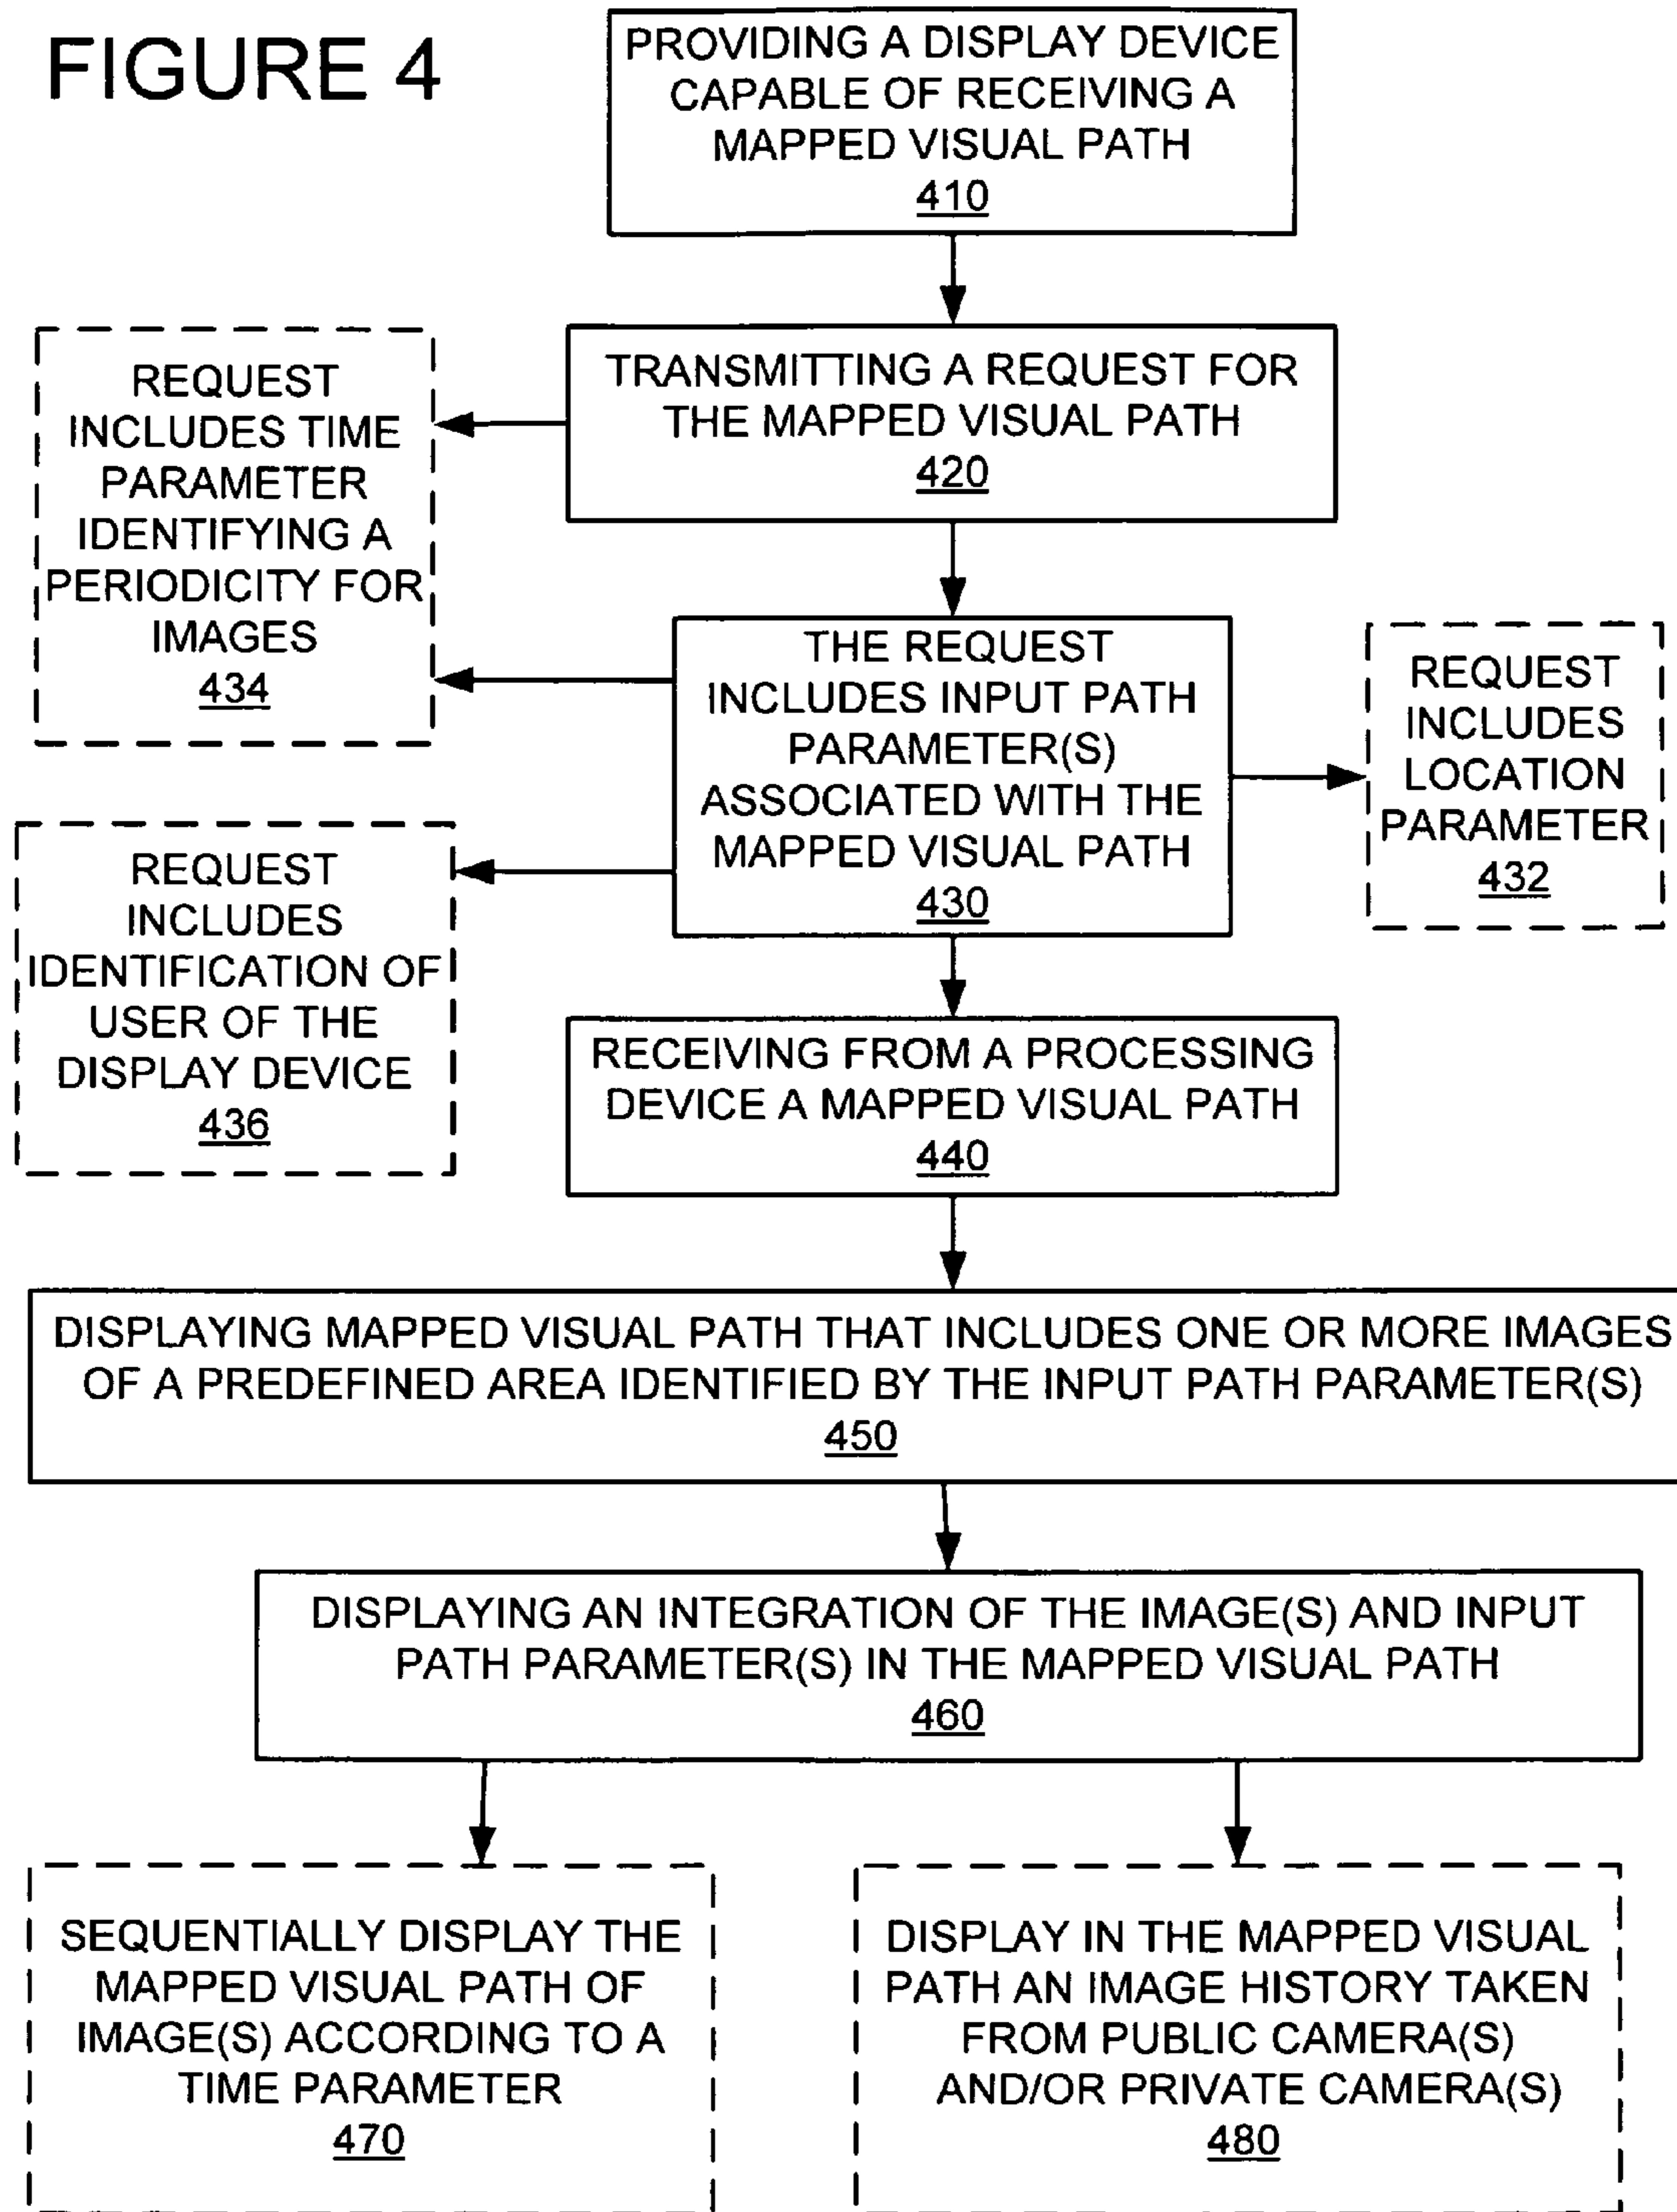 FIGURE 4
PROVIDING A DISPLAY DEVICE
CAPABLE OF RECEIVING A
MAPPED VISUAL PATH
410
TRANSMITTING A REQUEST FOR
THE MAPPED VISUAL PATH
420
REQUEST
INCLUDES TIME
PARAMETER
IDENTIFYING A
PERIODICITY FOR
IMAGES
434
THE REQUEST
INCLUDES INPUT PATH
PARAMETER(S)
ASSOCIATED WITH THE
MAPPED VISUAL PATH
430
REQUEST
INCLUDES
LOCATION
PARAMETER
432
REQUEST
INCLUDES
IDENTIFICATION OF
USER OF THE
DISPLAY DEVICE
436
RECEIVING FROM A PROCESSING
DEVICE A MAPPED VISUAL PATH
440
DISPLAYING MAPPED VISUAL PATH THAT INCLUDES ONE OR MORE IMAGES
OF A PREDEFINED AREA IDENTIFIED BY THE INPUT PATH PARAMETER(S)
450
DISPLAYING AN INTEGRATION OF THE IMAGE(S) AND INPUT
PATH PARAMETER(S) IN THE MAPPED VISUAL PATH
460
SEQUENTIALLY DISPLAY THE
MAPPED VISUAL PATH OF
IMAGE(S) ACCORDING TO A
TIME PARAMETER
470
DISPLAY IN THE MAPPED VISUAL
PATH AN IMAGE HISTORY TAKEN
FROM PUBLIC CAMERA(S)
AND/OR PRIVATE CAMERA(S)
480